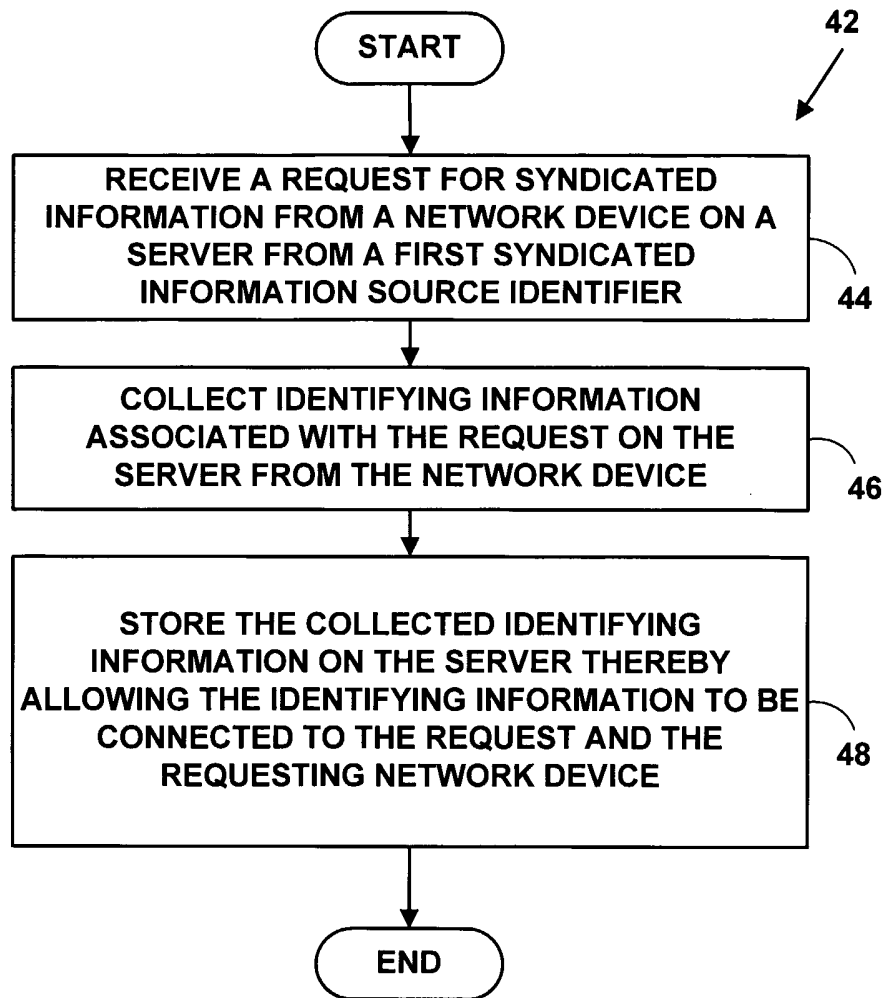 START
42
RECEIVE A REQUEST FOR SYNDICATED
INFORMATION FROM A NETWORK DEVICE ON A
SERVER FROM A FIRST SYNDICATED
INFORMATION SOURCE IDENTIFIER
44
COLLECT IDENTIFYING INFORMATION
ASSOCIATED WITH THE REQUEST ON THE
SERVER FROM THE NETWORK DEVICE
46
STORE THE COLLECTED IDENTIFYING
INFORMATION ON THE SERVER THEREBY
ALLOWING THE IDENTIFYING INFORMATION TO BE
CONNECTED TO THE REQUEST AND THE
REQUESTING NETWORK DEVICE
48
END